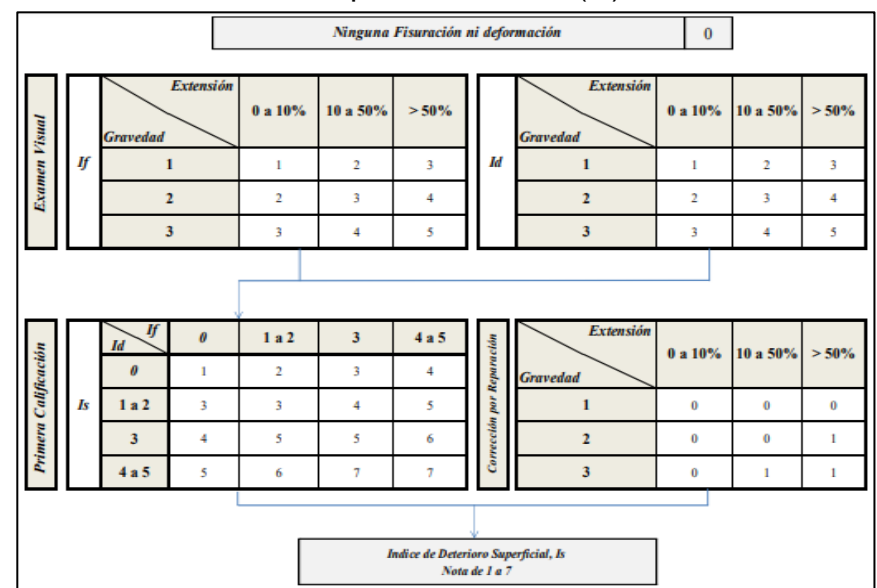 Ninguna Fisuración ni deformación 0
Examen Visual
If
Extensión
Gravedad
0 a 10% 10 a 50% > 50%
1 1 2 3
2 2 3 4
3 3 4 5
Id
Extensión
Gravedad
0 a 10% 10 a 50% > 50%
1 1 2 3
2 2 3 4
3 3 4 5
Primera Calificación
Is
If
Id
0 1 a 2 3 4 a 5
0 1 2 3 4
1 a 2 3 3 4 5
3 4 5 5 6
4 a 5 5 6 7 7
Corrección por Reparación
Extensión
Gravedad
0 a 10% 10 a 50% > 50%
1 0 0 0
2 0 0 1
3 0 1 1
Indice de Deterioro Superficial, Is
Nota de 1 a 7